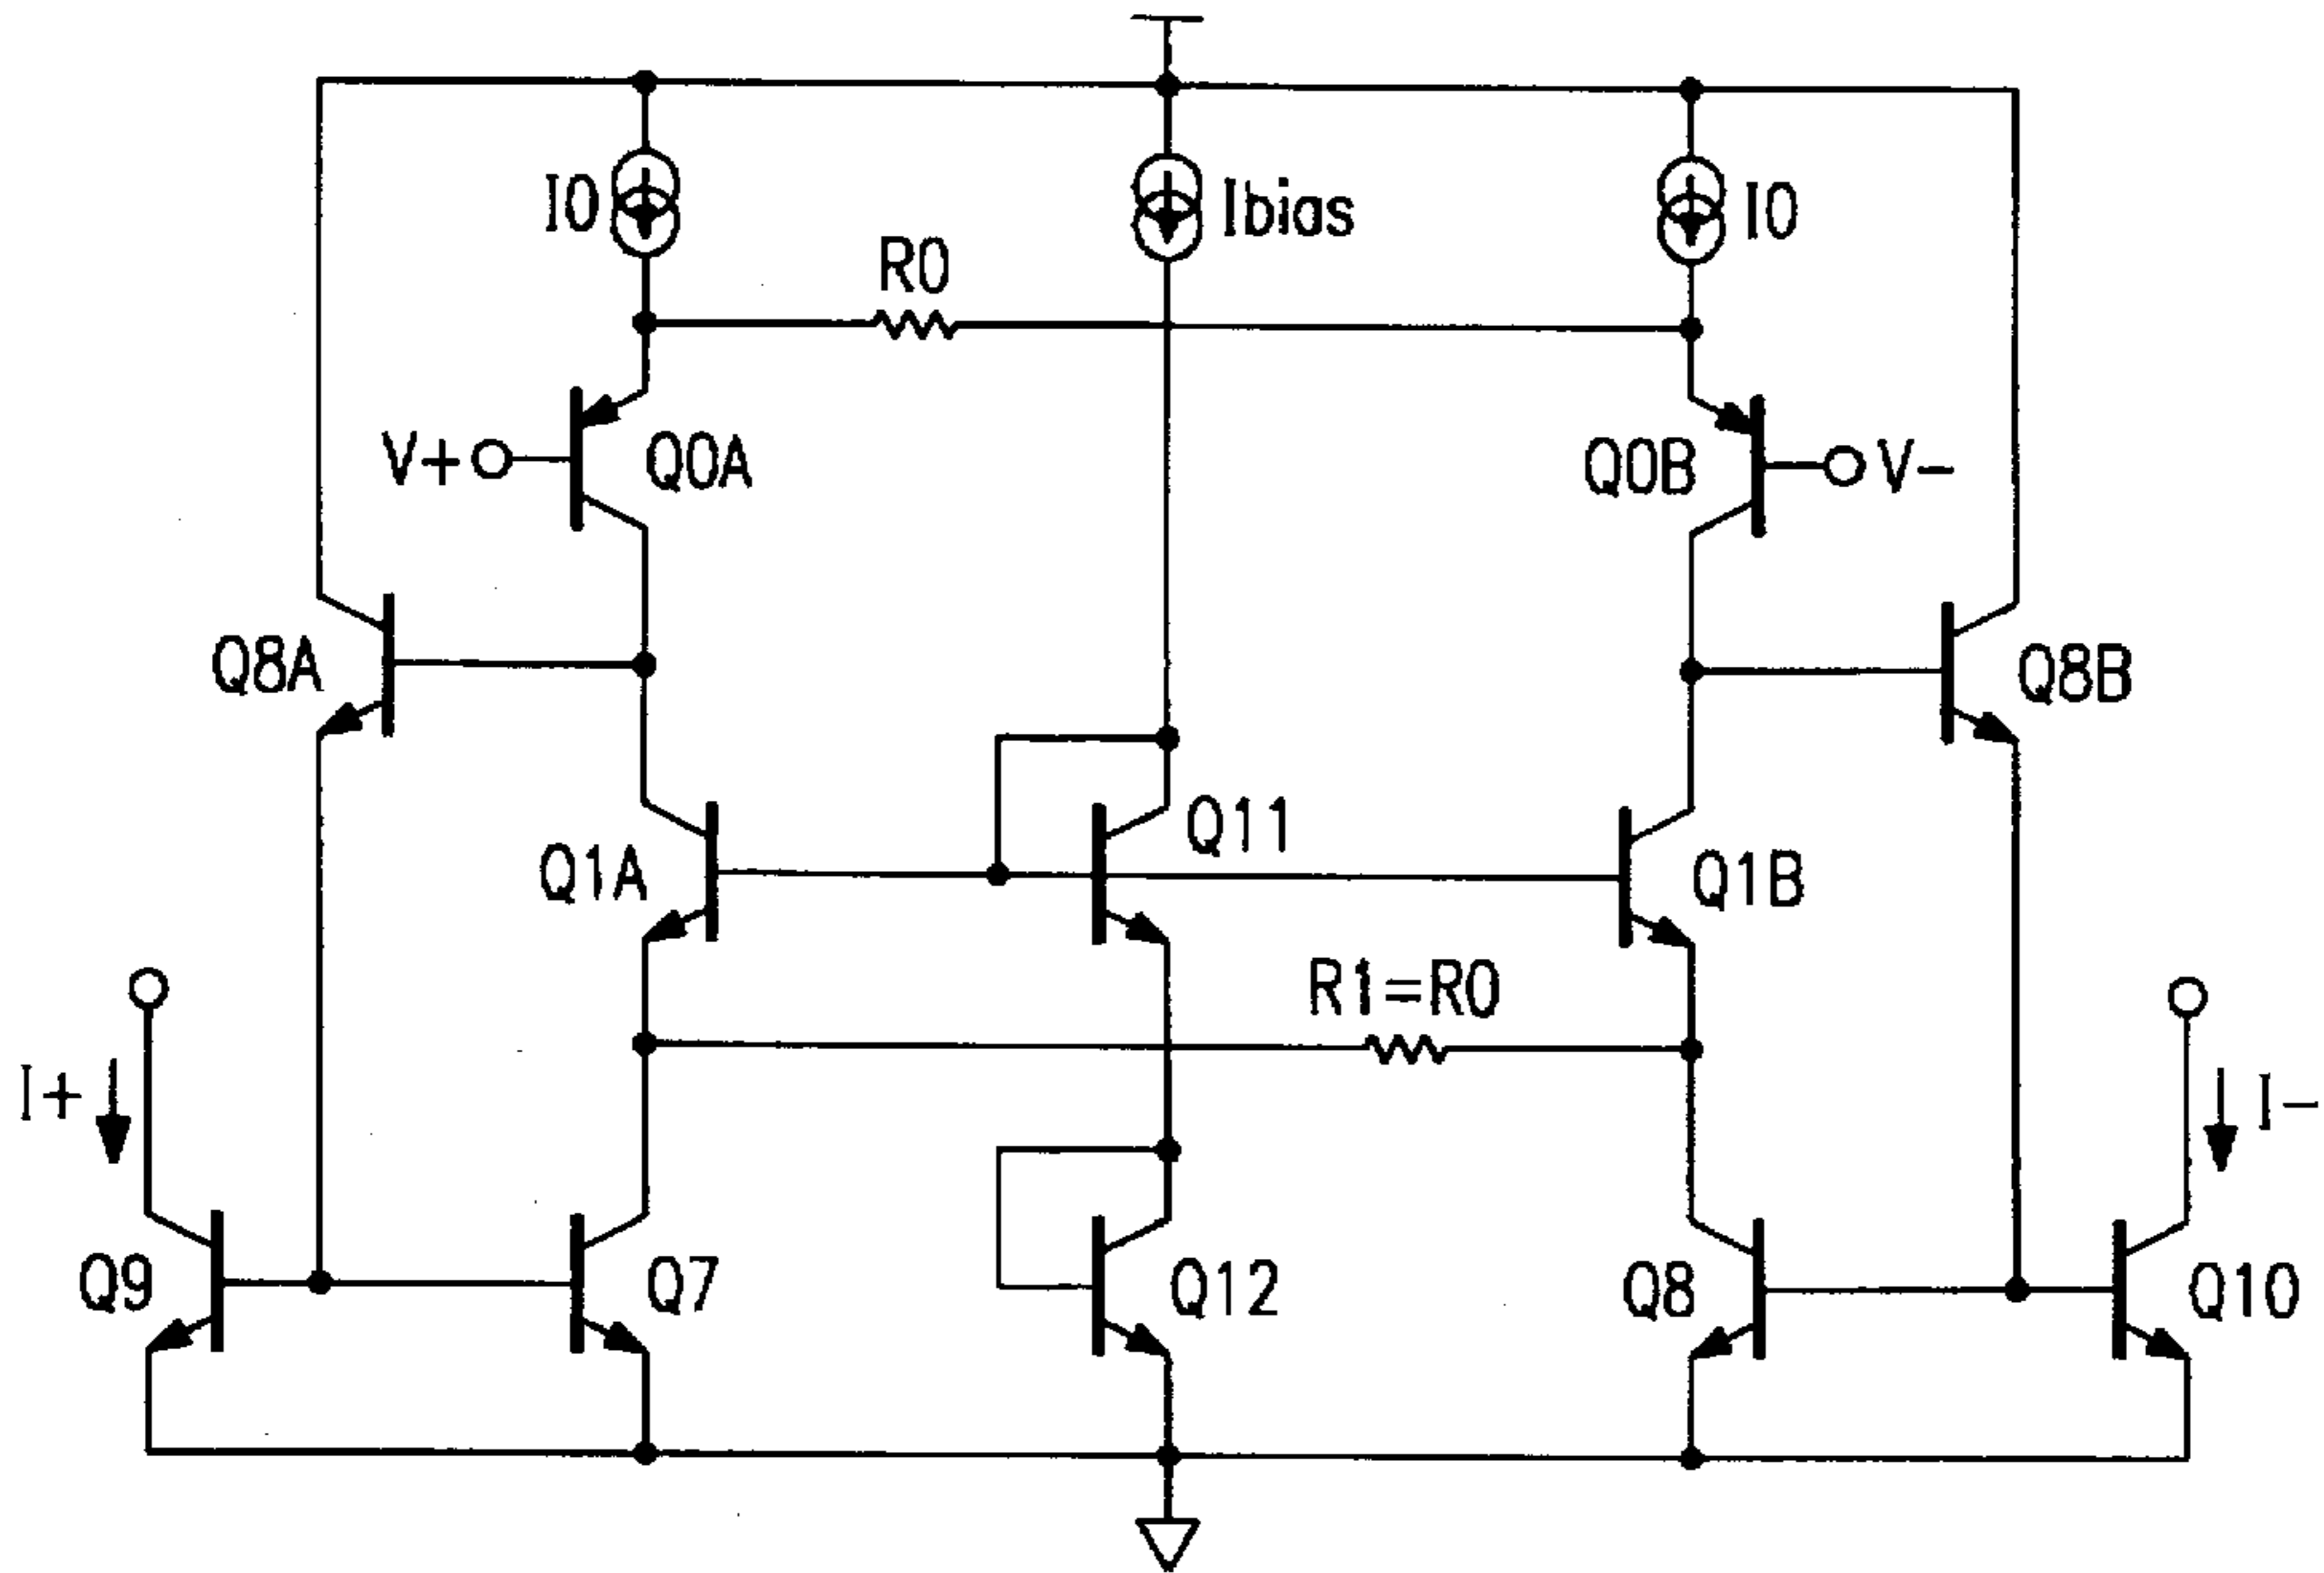 I0
Ibias
I0
R0
V+
Q0A
Q0B
V-
Q8A
Q8B
Q11
Q1A
Q1B
R1=R0
I+
I-
Q9
Q7
Q12
Q8
Q10